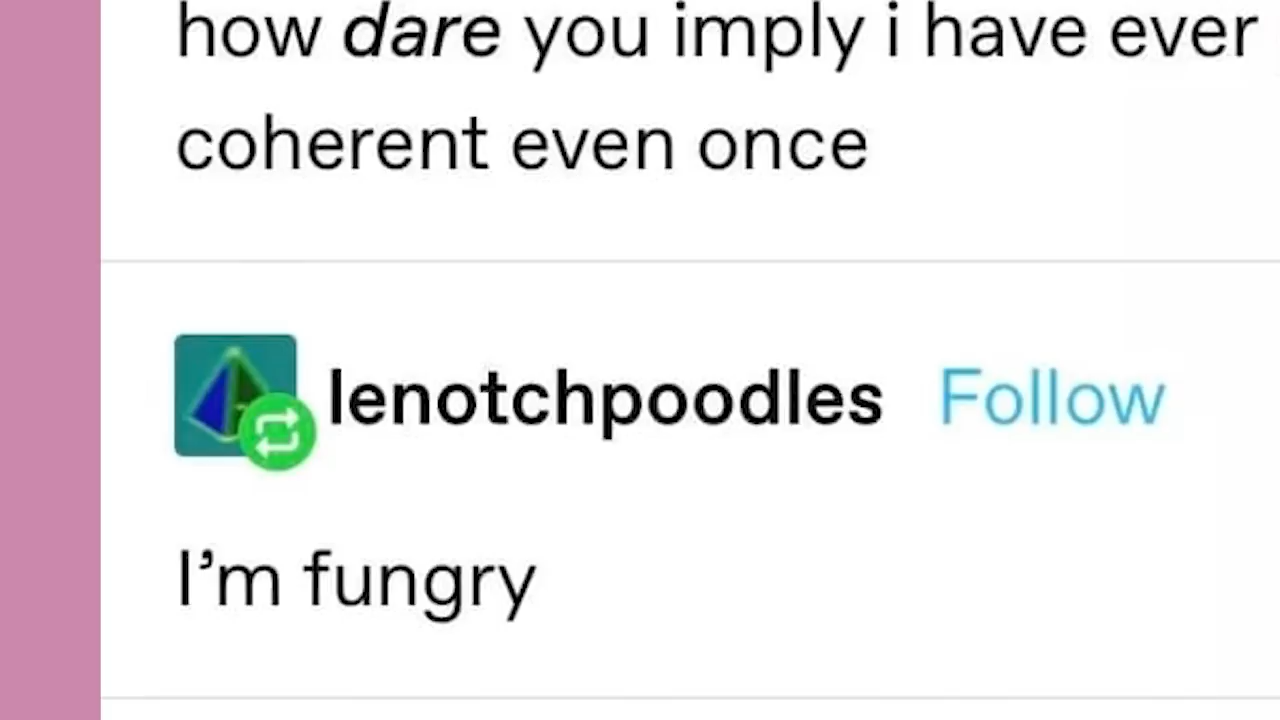 how dare you imply i have ever
coherent even once
lenotchpoodles Follow
I’m fungry